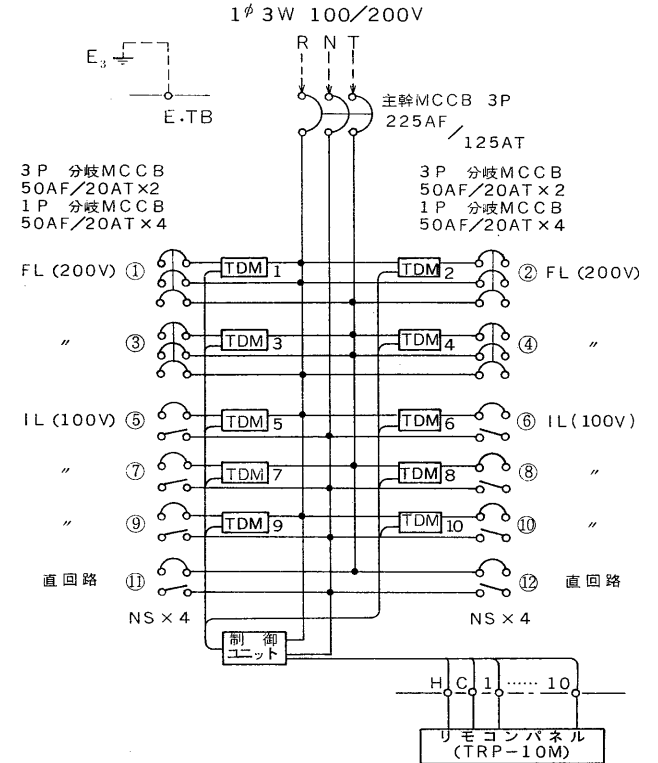 1φ 3W 100/200V
R N T
E₃
E.TB
主幹MCCB 3P
225AF/125AT
3P 分岐MCCB
50AF/20AT×2
1P 分岐MCCB
50AF/20AT×4
3P 分岐MCCB
50AF/20AT×2
1P 分岐MCCB
50AF/20AT×4
FL(200V) ① TDM 1 TDM 2 ② FL(200V)
〃 ③ TDM 3 TDM 4 ④ 〃
IL(100V) ⑤ TDM 5 TDM 6 ⑥ IL(100V)
〃 ⑦ TDM 7 TDM 8 ⑧ 〃
〃 ⑨ TDM 9 TDM 10 ⑩ 〃
直回路 ⑪ ⑫ 直回路
NS×4 NS×4
制御
ユニット
H C 1 …… 10
リモコンパネル
(TRP-10M)